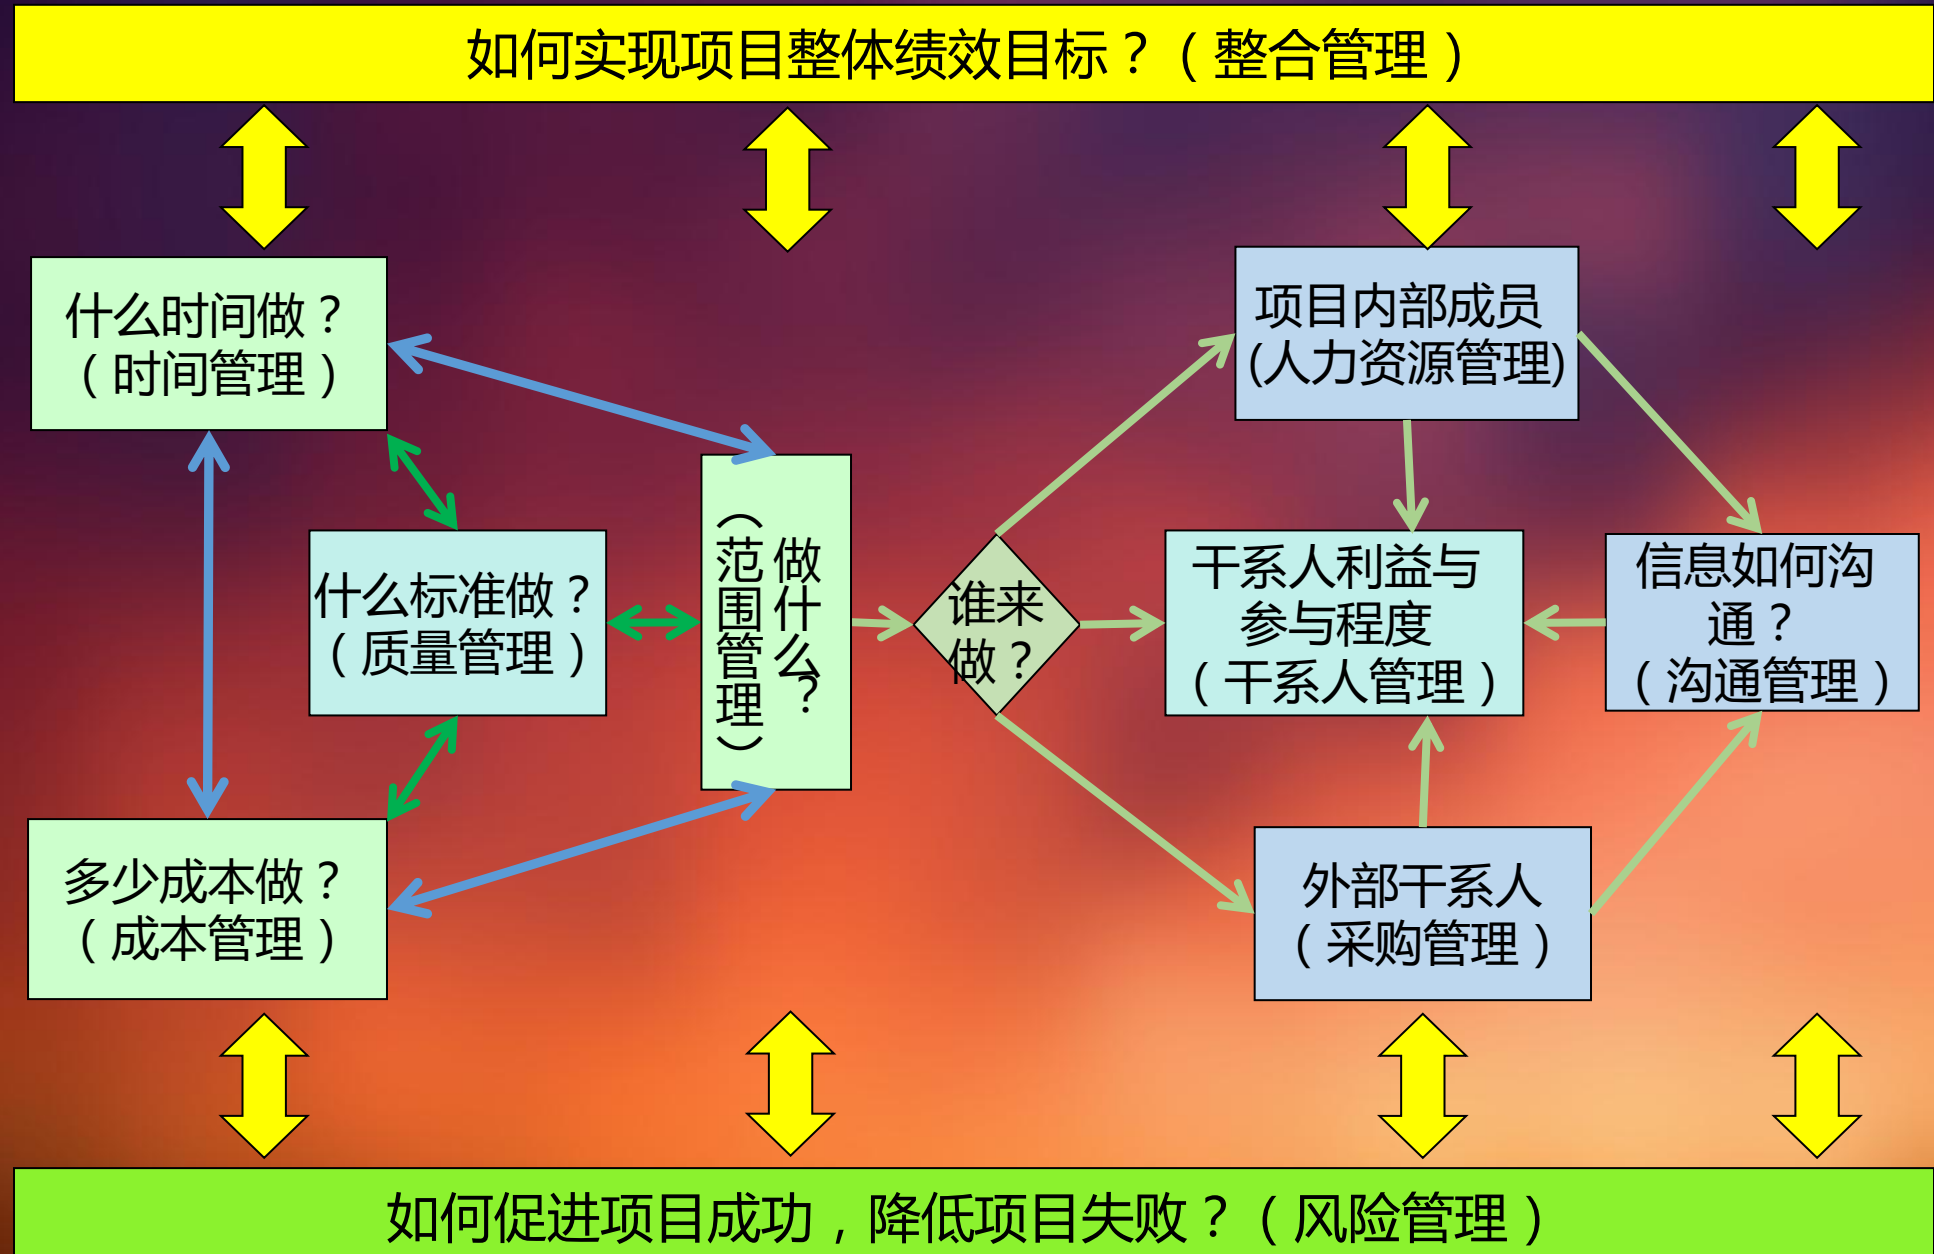 如何实现项目整体绩效目标？（整合管理）
什么时间做？
（时间管理）
项目内部成员
(人力资源管理)
什么标准做？
（质量管理）
做什么？
（范围管理）
谁来
做？
干系人利益与
参与程度
（干系人管理）
信息如何沟
通？
（沟通管理）
多少成本做？
（成本管理）
外部干系人
（采购管理）
如何促进项目成功，降低项目失败？（风险管理）